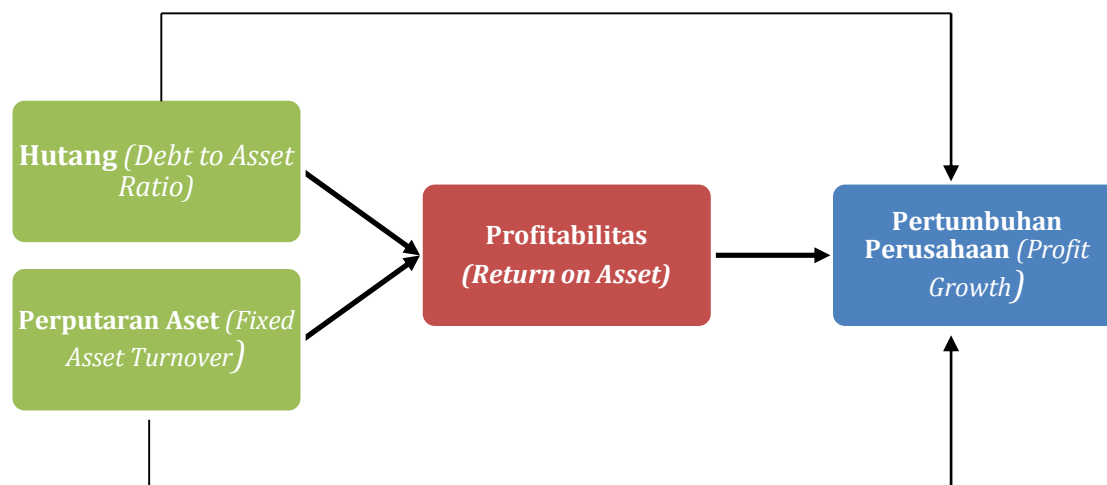 Hutang (Debt to Asset
Ratio)
Perputaran Aset (Fixed
Asset Turnover)
Profitabilitas
(Return on Asset)
Pertumbuhan
Perusahaan (Profit
Growth)